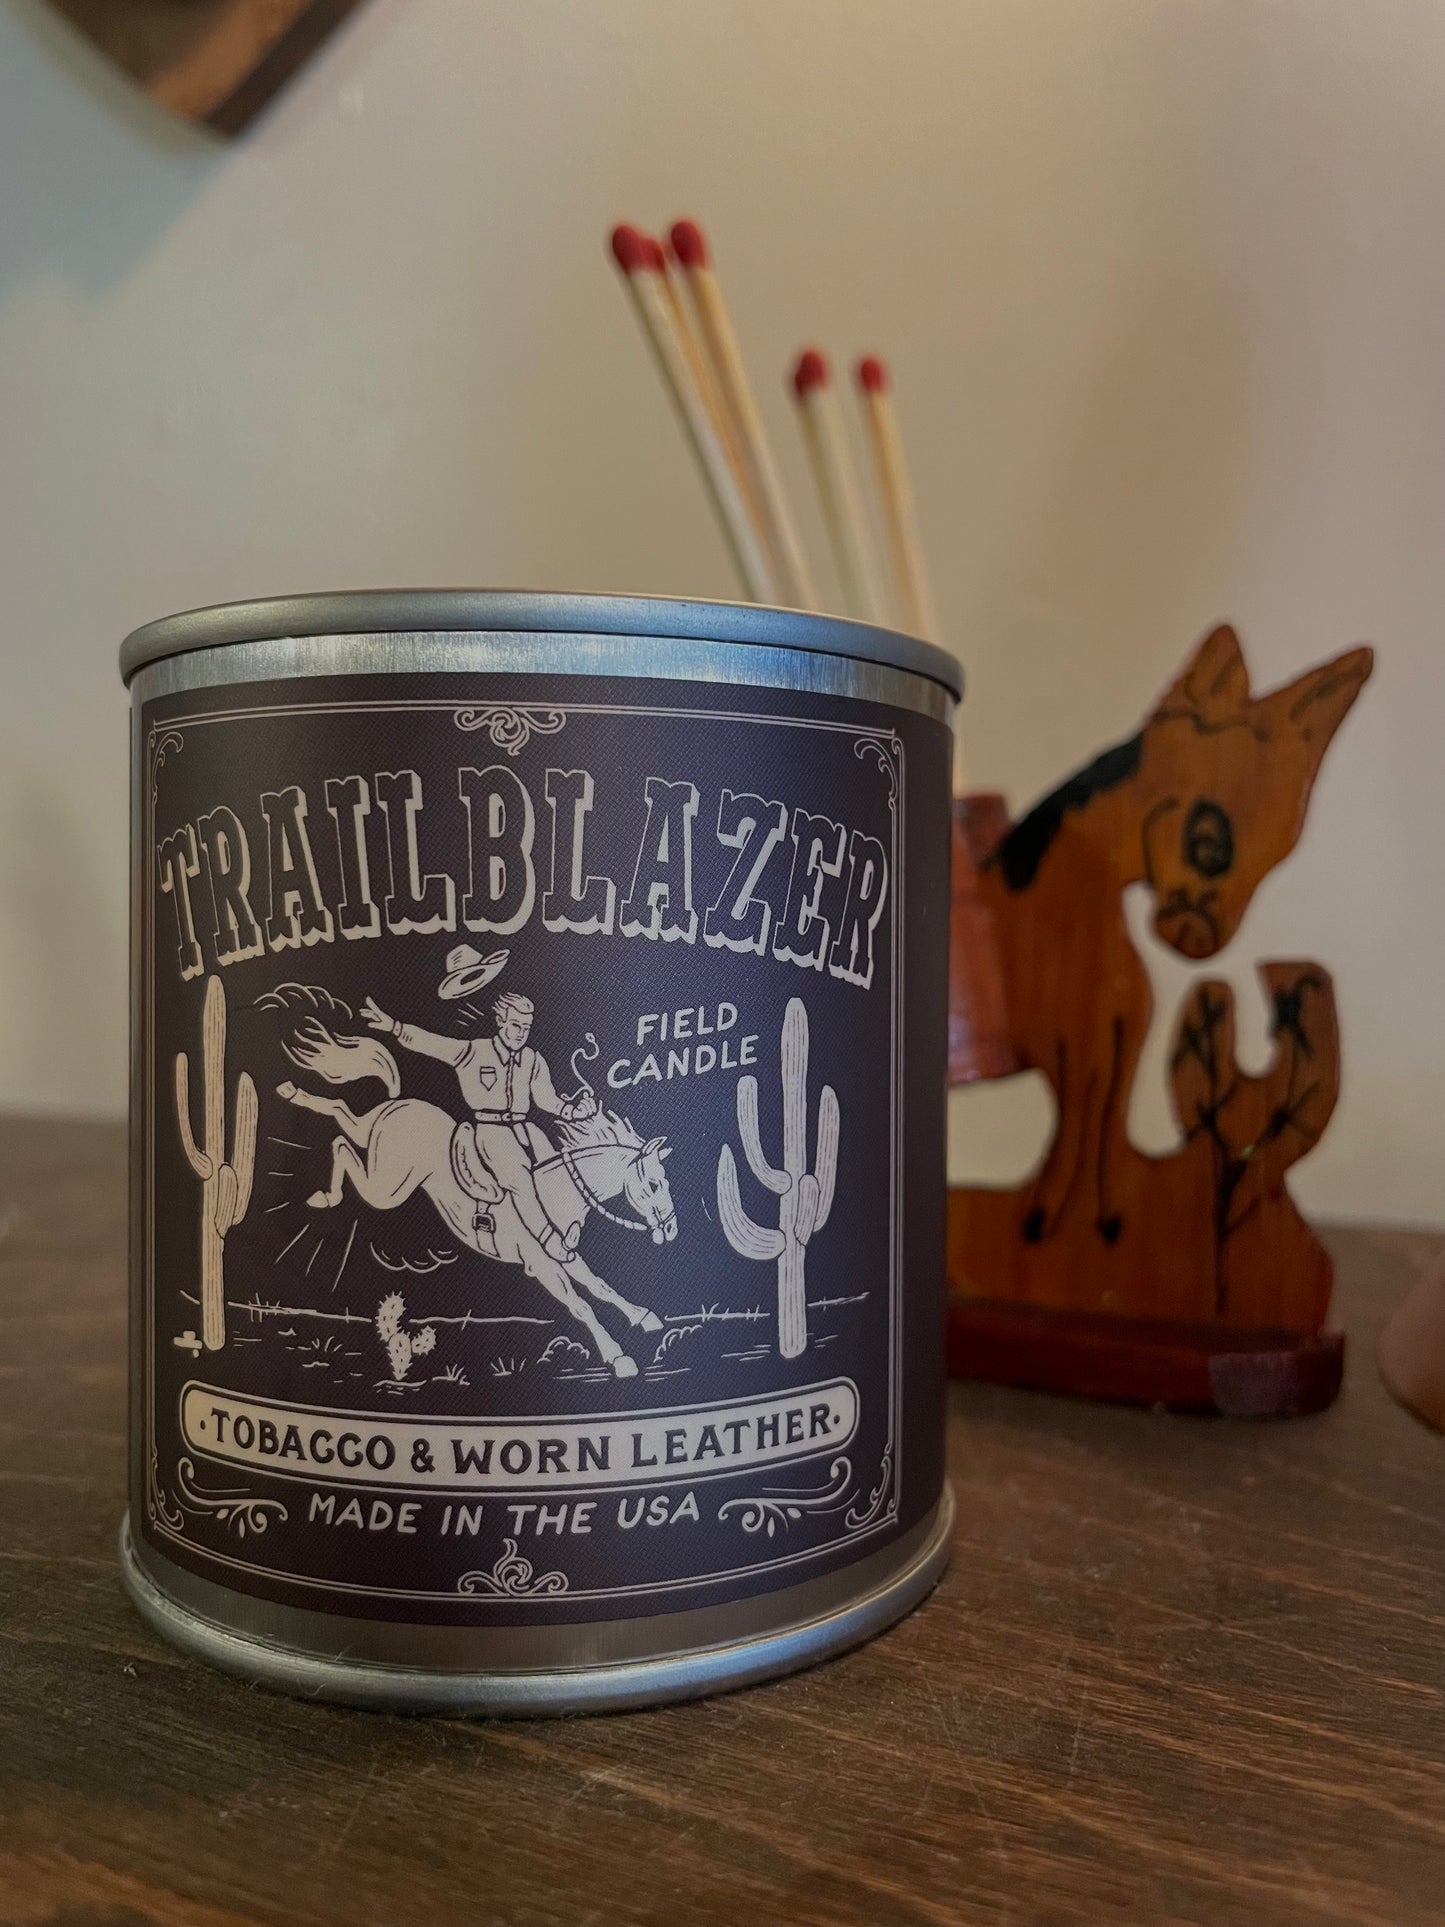 TRAILBLAZER
FIELD
CANDLE
·TOBACCO & WORN LEATHER·
MADE IN THE USA